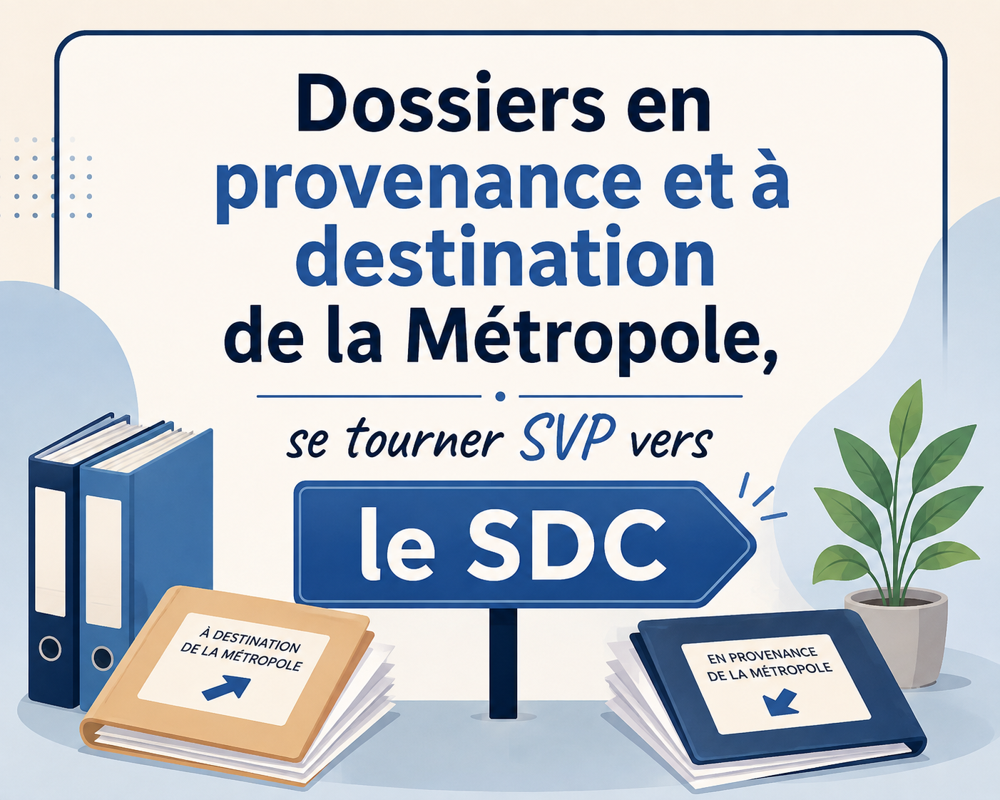 Dossiers en
provenance et à
destination
de la Métropole,
se tourner SVP vers
le SDC
À DESTINATION
DE LA MÉTROPOLE
EN PROVENANCE
DE LA MÉTROPOLE